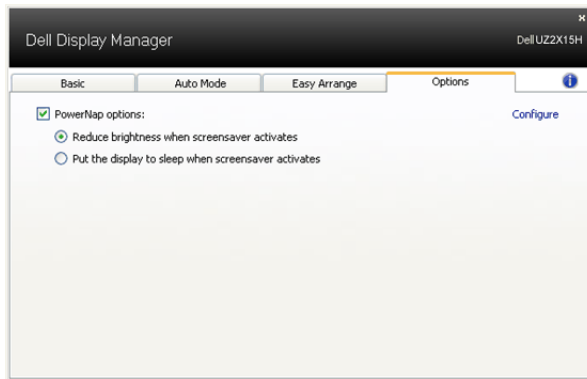 Dell Display Manager
Dell UZ2X15H
Basic
Auto Mode
Easy Arrange
Options
PowerNap options:
Configure
Reduce brightness when screensaver activates
Put the display to sleep when screensaver activates